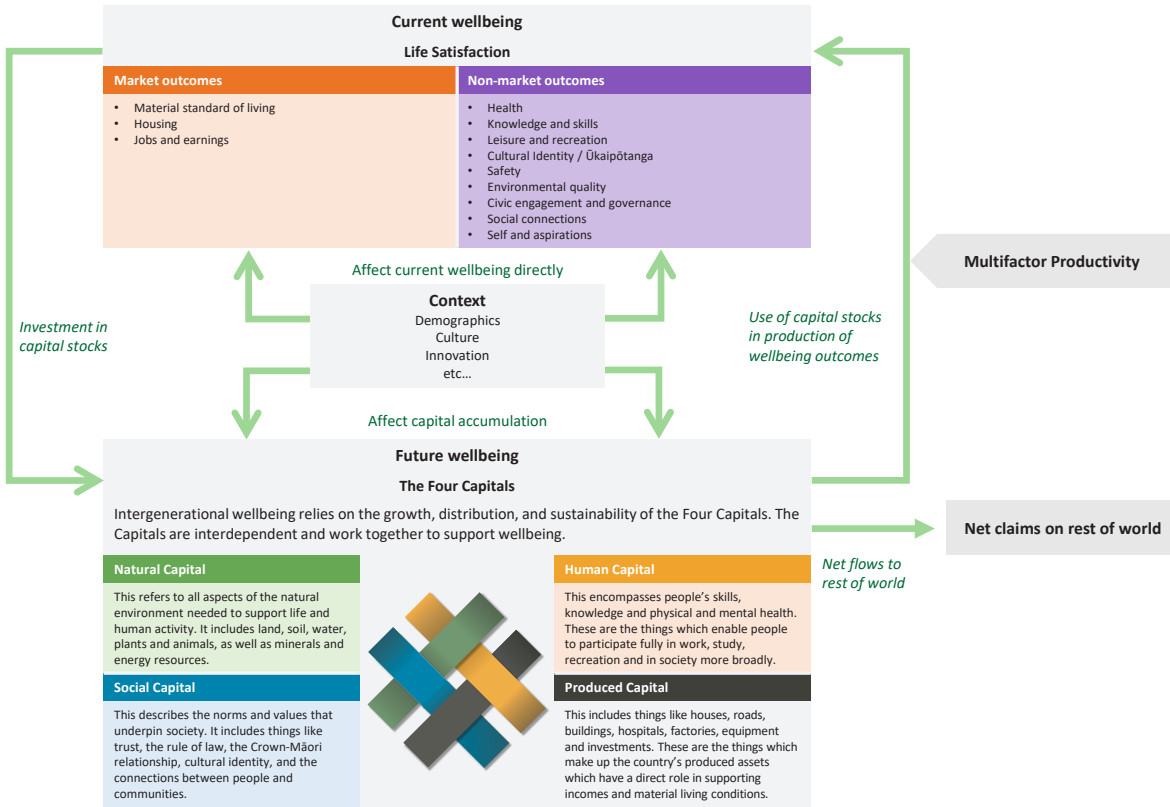 Current wellbeing
Life Satisfaction
Market outcomes
• Material standard of living
• Housing
• Jobs and earnings
Non-market outcomes
• Health
• Knowledge and skills
• Leisure and recreation
• Cultural Identity / Ūkaipōtanga
• Safety
• Environmental quality
• Civic engagement and governance
• Social connections
• Self and aspirations
Affect current wellbeing directly
Multifactor Productivity
Context
Demographics
Culture
Innovation
etc...
Investment in
capital stocks
Use of capital stocks
in production of
wellbeing outcomes
Affect capital accumulation
Future wellbeing
The Four Capitals
Intergenerational wellbeing relies on the growth, distribution, and sustainability of the Four Capitals. The
Capitals are interdependent and work together to support wellbeing.
Net claims on rest of world
Net flows to
rest of world
Natural Capital
This refers to all aspects of the natural
environment needed to support life and
human activity. It includes land, soil, water,
plants and animals, as well as minerals and
energy resources.
Human Capital
This encompasses people's skills,
knowledge and physical and mental health.
These are the things which enable people
to participate fully in work, study,
recreation and in society more broadly.
Social Capital
This describes the norms and values that
underpin society. It includes things like
trust, the rule of law, the Crown-Māori
relationship, cultural identity, and the
connections between people and
communities.
Produced Capital
This includes things like houses, roads,
buildings, hospitals, factories, equipment
and investments. These are the things which
make up the country's produced assets
which have a direct role in supporting
incomes and material living conditions.